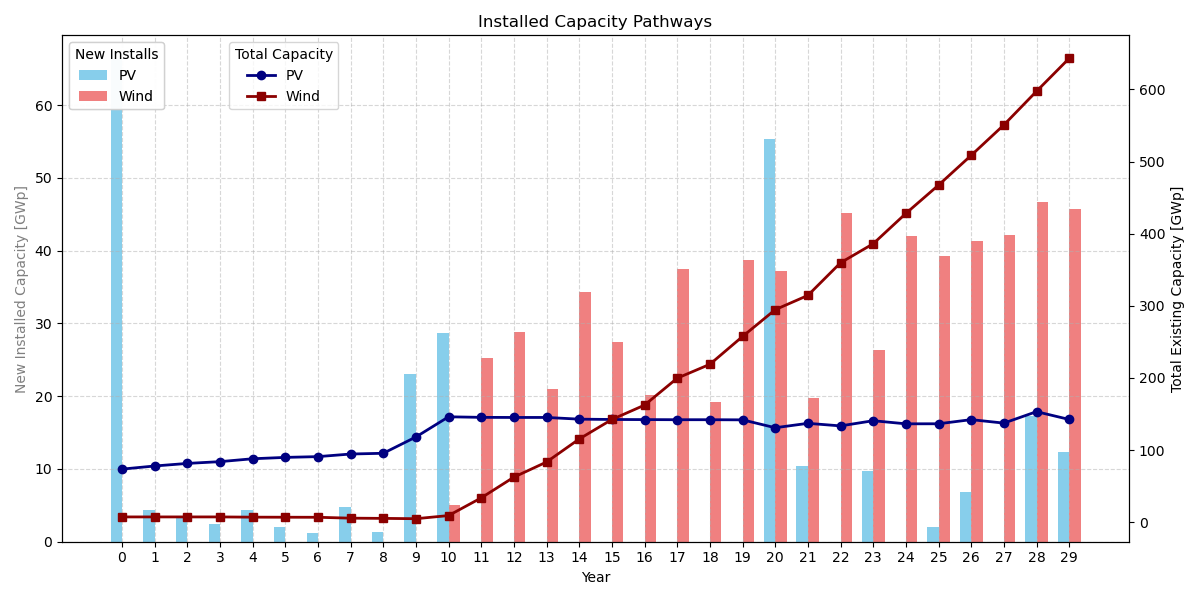 Installed Capacity Pathways
New Installs
PV
Wind
Total Capacity
PV
Wind
New Installed Capacity [GWp]
60
50
40
30
20
10
0
600
500
400
300
200
100
0
Total Existing Capacity [GWp]
0 1 2 3 4 5 6 7 8 9 10 11 12 13 14 15 16 17 18 19 20 21 22 23 24 25 26 27 28 29
Year